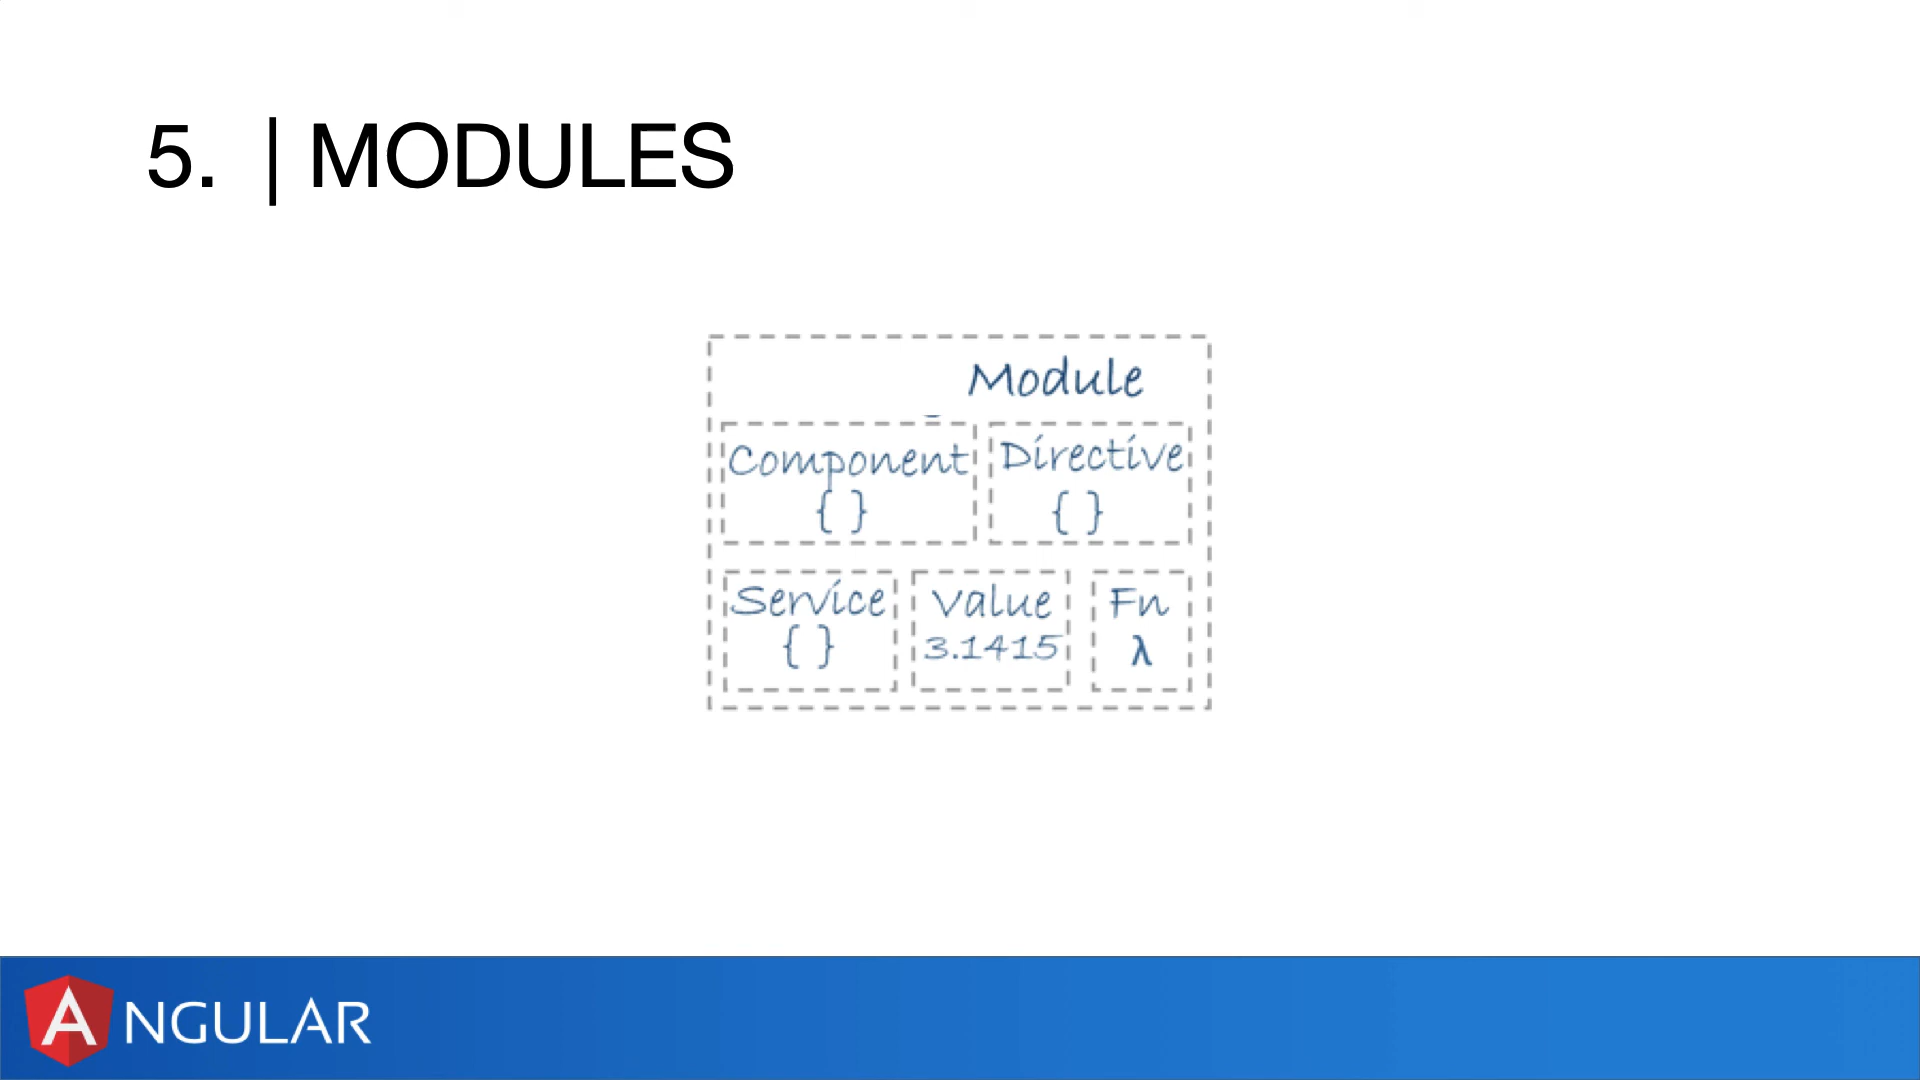 5. | MODULES
Module
Component Directive
{ } { }
Service Value Fn
{ } 3.1415 λ
ANGULAR